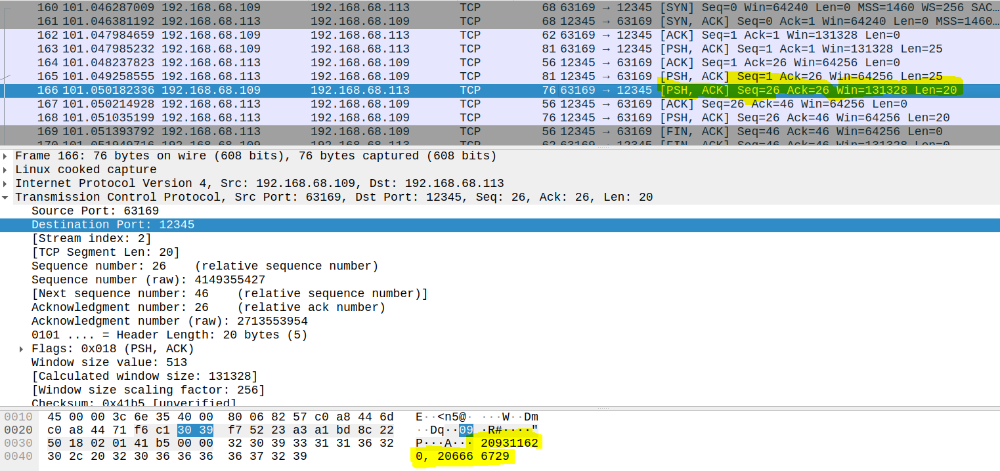 160 101.046287009 192.168.68.109 192.168.68.113 TCP 68 63169 → 12345 [SYN] Seq=0 Win=64240 Len=0 MSS=1460 WS=256 SAC…
161 101.046381192 192.168.68.113 192.168.68.109 TCP 68 12345 → 63169 [SYN, ACK] Seq=0 Ack=1 Win=64240 Len=0 MSS=1460…
162 101.047984659 192.168.68.109 192.168.68.113 TCP 62 63169 → 12345 [ACK] Seq=1 Ack=1 Win=131328 Len=0
163 101.047985232 192.168.68.109 192.168.68.113 TCP 81 63169 → 12345 [PSH, ACK] Seq=1 Ack=1 Win=131328 Len=25
164 101.048237823 192.168.68.113 192.168.68.109 TCP 56 12345 → 63169 [ACK] Seq=1 Ack=26 Win=64256 Len=0
165 101.049258555 192.168.68.113 192.168.68.109 TCP 81 12345 → 63169 [PSH, ACK] Seq=1 Ack=26 Win=64256 Len=25
166 101.050182336 192.168.68.109 192.168.68.113 TCP 76 63169 → 12345 [PSH, ACK] Seq=26 Ack=26 Win=131328 Len=20
167 101.050214928 192.168.68.113 192.168.68.109 TCP 56 12345 → 63169 [ACK] Seq=26 Ack=46 Win=64256 Len=0
168 101.051035199 192.168.68.113 192.168.68.109 TCP 76 12345 → 63169 [PSH, ACK] Seq=26 Ack=46 Win=64256 Len=20
169 101.051393792 192.168.68.113 192.168.68.109 TCP 56 12345 → 63169 [FIN, ACK] Seq=46 Ack=46 Win=64256 Len=0
170 101.051949716 192.168.68.109 192.168.68.113 TCP 62 63169 → 12345 [FIN, ACK] Seq=46 Ack=46 Win=131328 Len=0
Frame 166: 76 bytes on wire (608 bits), 76 bytes captured (608 bits)
Linux cooked capture
Internet Protocol Version 4, Src: 192.168.68.109, Dst: 192.168.68.113
Transmission Control Protocol, Src Port: 63169, Dst Port: 12345, Seq: 26, Ack: 26, Len: 20
Source Port: 63169
Destination Port: 12345
[Stream index: 2]
[TCP Segment Len: 20]
Sequence number: 26 (relative sequence number)
Sequence number (raw): 4149355427
[Next sequence number: 46 (relative sequence number)]
Acknowledgment number: 26 (relative ack number)
Acknowledgment number (raw): 2713553954
0101 .... = Header Length: 20 bytes (5)
Flags: 0x018 (PSH, ACK)
Window size value: 513
[Calculated window size: 131328]
[Window size scaling factor: 256]
Checksum: 0x41b5 [unverified]
0010 45 00 00 3c 6e 35 40 00 80 06 82 57 c0 a8 44 6d E··<n5@· ···W··Dm
0020 c0 a8 44 71 f6 c1 30 39 f7 52 23 a3 a1 bd 8c 22 ··Dq··09 ·R#····"
0030 50 18 02 01 41 b5 00 00 32 30 39 33 31 31 36 32 P···A··· 20931162
0040 30 2c 20 32 30 36 36 36 36 37 32 39 0, 20666 6729